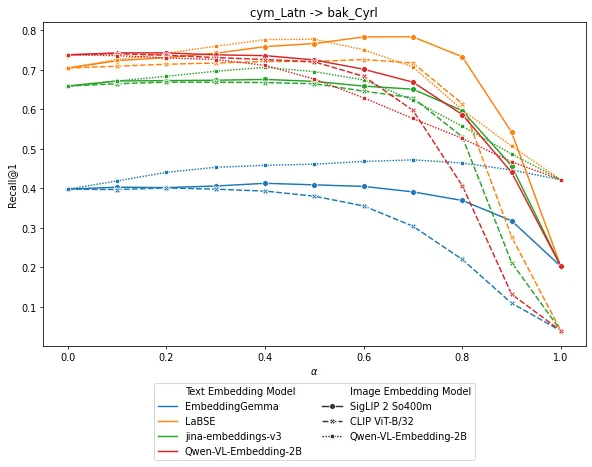 cym_Latn -> bak_Cyrl
Recall@1
0.8
0.7
0.6
0.5
0.4
0.3
0.2
0.1
0.0 0.2 0.4 0.6 0.8 1.0
α
Text Embedding Model Image Embedding Model
EmbeddingGemma SigLIP 2 So400m
LaBSE CLIP ViT-B/32
jina-embeddings-v3 Qwen-VL-Embedding-2B
Qwen-VL-Embedding-2B